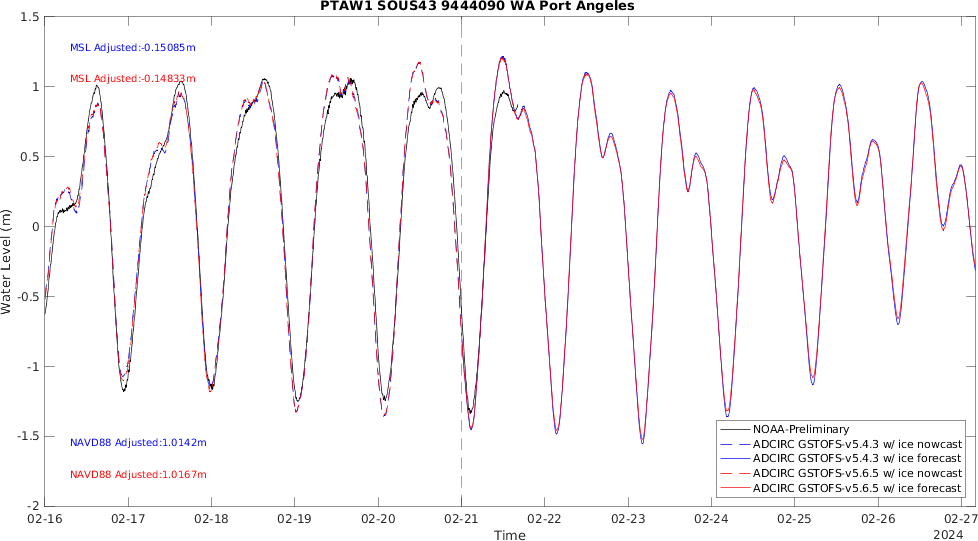 PTAW1 SOUS43 9444090 WA Port Angeles
1.5
MSL Adjusted:-0.15085m
MSL Adjusted:-0.14833m
1
0.5
0
-0.5
-1
-1.5
-2
Water Level (m)
NAVD88 Adjusted:1.0142m
NAVD88 Adjusted:1.0167m
NOAA-Preliminary
ADCIRC GSTOFS-v5.4.3 w/ ice nowcast
ADCIRC GSTOFS-v5.4.3 w/ ice forecast
ADCIRC GSTOFS-v5.6.5 w/ ice nowcast
ADCIRC GSTOFS-v5.6.5 w/ ice forecast
02-16 02-17 02-18 02-19 02-20 02-21 02-22 02-23 02-24 02-25 02-26 02-27
2024
Time